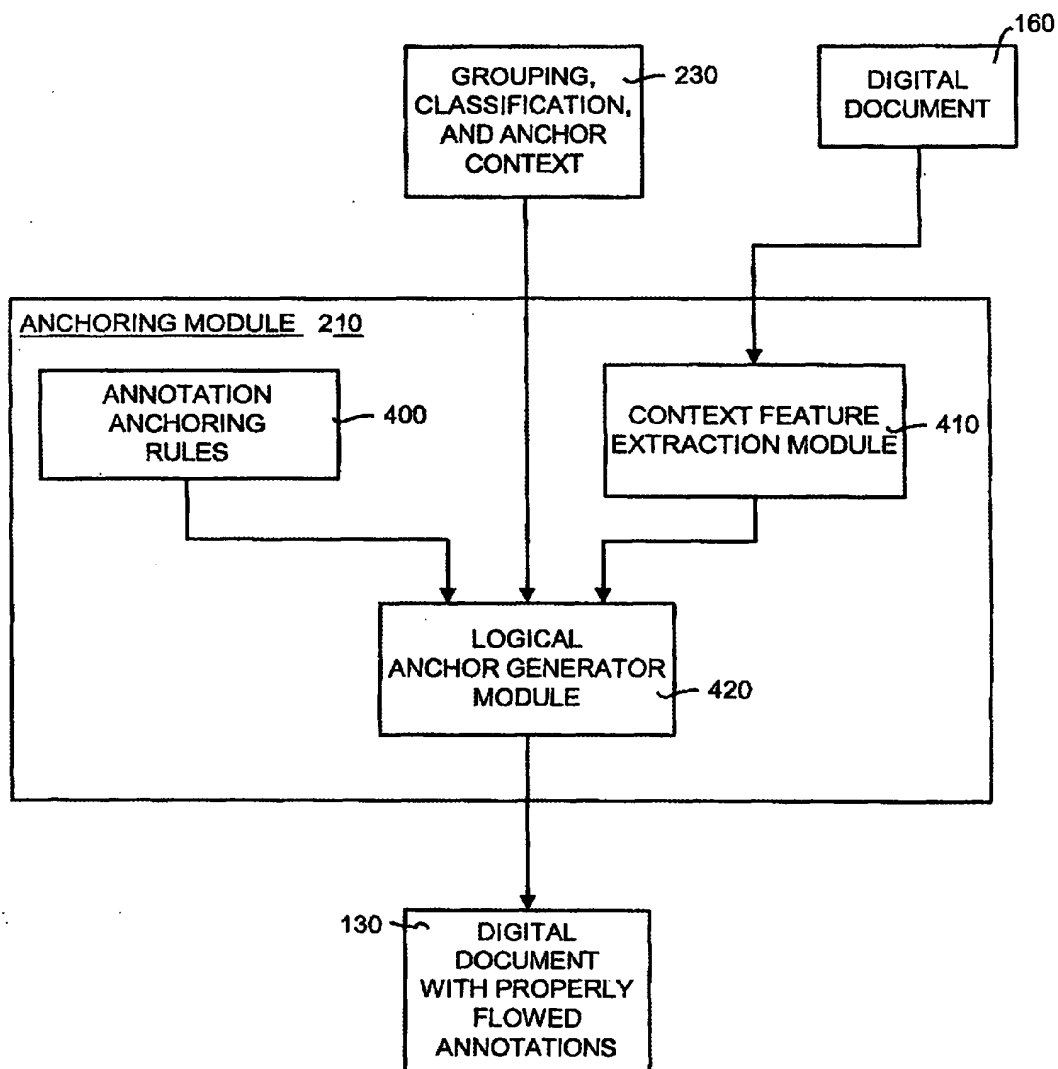 160
GROUPING,
CLASSIFICATION,
AND ANCHOR
CONTEXT
230
DIGITAL
DOCUMENT
ANCHORING MODULE 210
ANNOTATION
ANCHORING
RULES
400
CONTEXT FEATURE
EXTRACTION MODULE
410
LOGICAL
ANCHOR GENERATOR
MODULE
420
130
DIGITAL
DOCUMENT
WITH PROPERLY
FLOWED
ANNOTATIONS